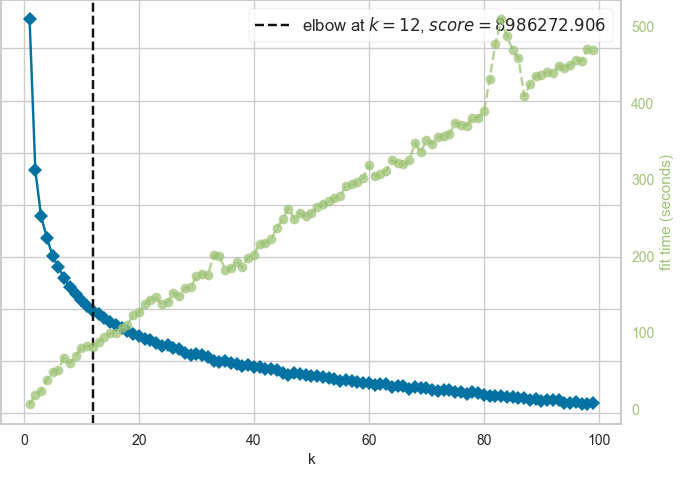 elbow at k = 12, score = 8986272.906
500
400
300
200
100
0
fit time (seconds)
0 20 40 60 80 100
k